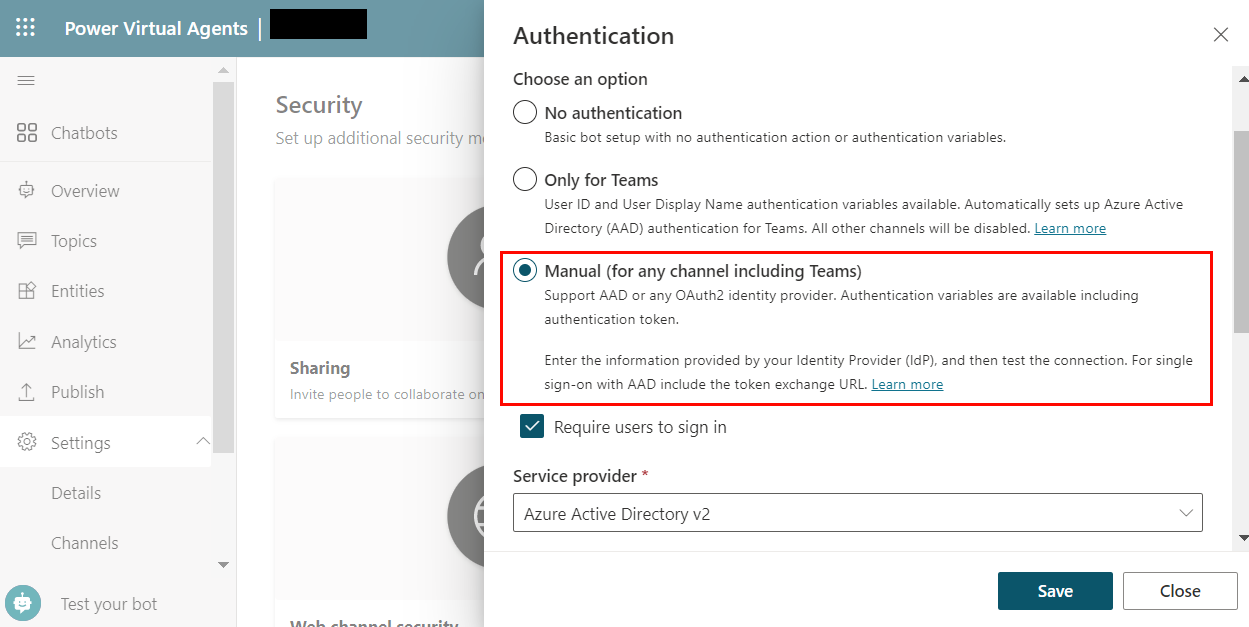 Power Virtual Agents |
Chatbots
Overview
Topics
Entities
Analytics
Publish
Settings
Details
Channels
Test your bot
Security
Set up additional security
Sharing
Invite people to collaborate on
Web channel security
Authentication
Choose an option
No authentication
Basic bot setup with no authentication action or authentication variables.
Only for Teams
User ID and User Display Name authentication variables available. Automatically sets up Azure Active
Directory (AAD) authentication for Teams. All other channels will be disabled. Learn more
Manual (for any channel including Teams)
Support AAD or any OAuth2 identity provider. Authentication variables are available including
authentication token.
Enter the information provided by your Identity Provider (IdP), and then test the connection. For single
sign-on with AAD include the token exchange URL. Learn more
Require users to sign in
Service provider *
Azure Active Directory v2
Save
Close